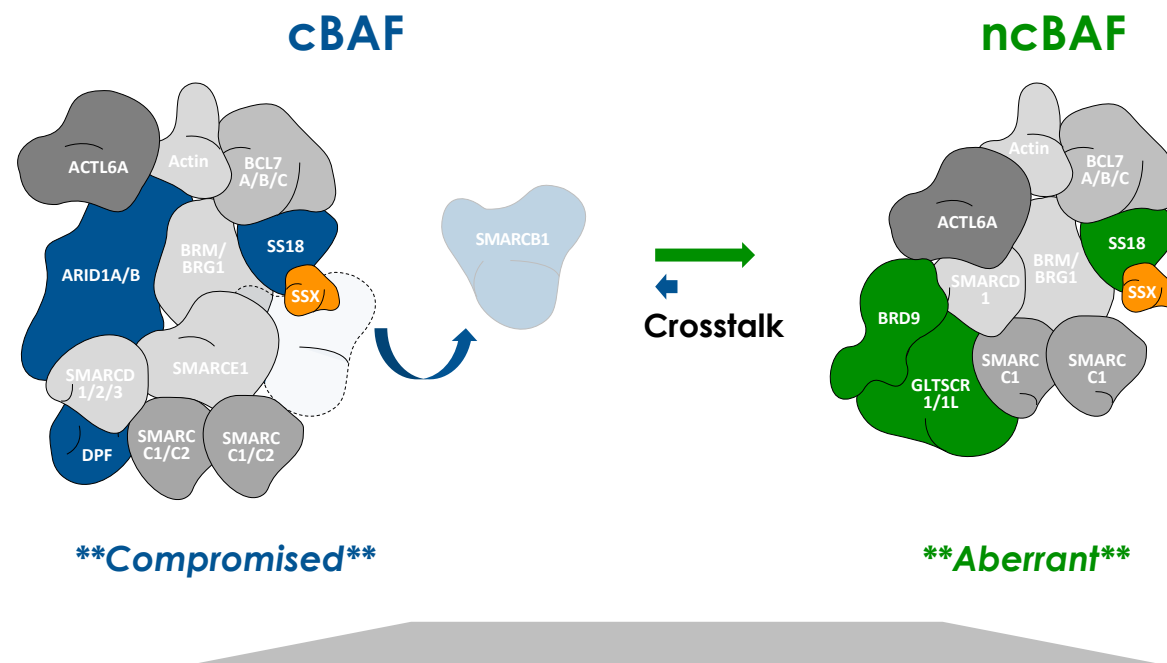 cBAF
ncBAF
ACTL6A
Actin
BCL7
A/B/C
SS18
SSX
BRM/
BRG1
ARID1A/B
SMARCE1
SMARCD
1/2/3
DPF
SMARC
C1/C2
SMARC
C1/C2
SMARCB1
Crosstalk
Actin
BCL7
A/B/C
ACTL6A
SS18
SSX
BRM/
BRG1
SMARCD
1
BRD9
GLTSCR
1/1L
SMARC
C1
SMARC
C1
**Compromised**
**Aberrant**